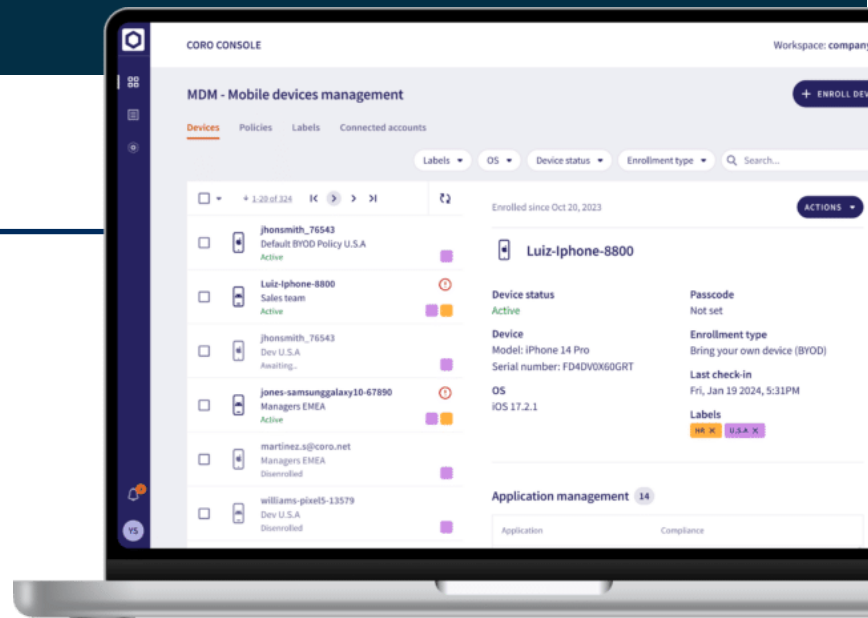 CORO CONSOLE
Workspace: company
MDM - Mobile devices management
+ ENROLL DEV
Devices Policies Labels Connected accounts
Labels OS Device status Enrollment type Search...
1-20 of 324
Enrolled since Oct 20, 2023
ACTIONS
jhonsmith_76543
Default BYOD Policy U.S.A
Active
Luiz-Iphone-8800
Sales team
Active
jhonsmith_76543
Dev U.S.A
Awaiting..
jones-samsunggalaxy10-67890
Managers EMEA
Active
martinez.s@coro.net
Managers EMEA
Disenrolled
williams-pixel5-13579
Dev U.S.A
Disenrolled
YS
Luiz-Iphone-8800
Device status
Active
Device
Model: iPhone 14 Pro
Serial number: FD4DV0X60GRT
OS
iOS 17.2.1
Passcode
Not set
Enrollment type
Bring your own device (BYOD)
Last check-in
Fri, Jan 19 2024, 5:31PM
Labels
HR X U.S.A X
Application management 14
Application Compliance